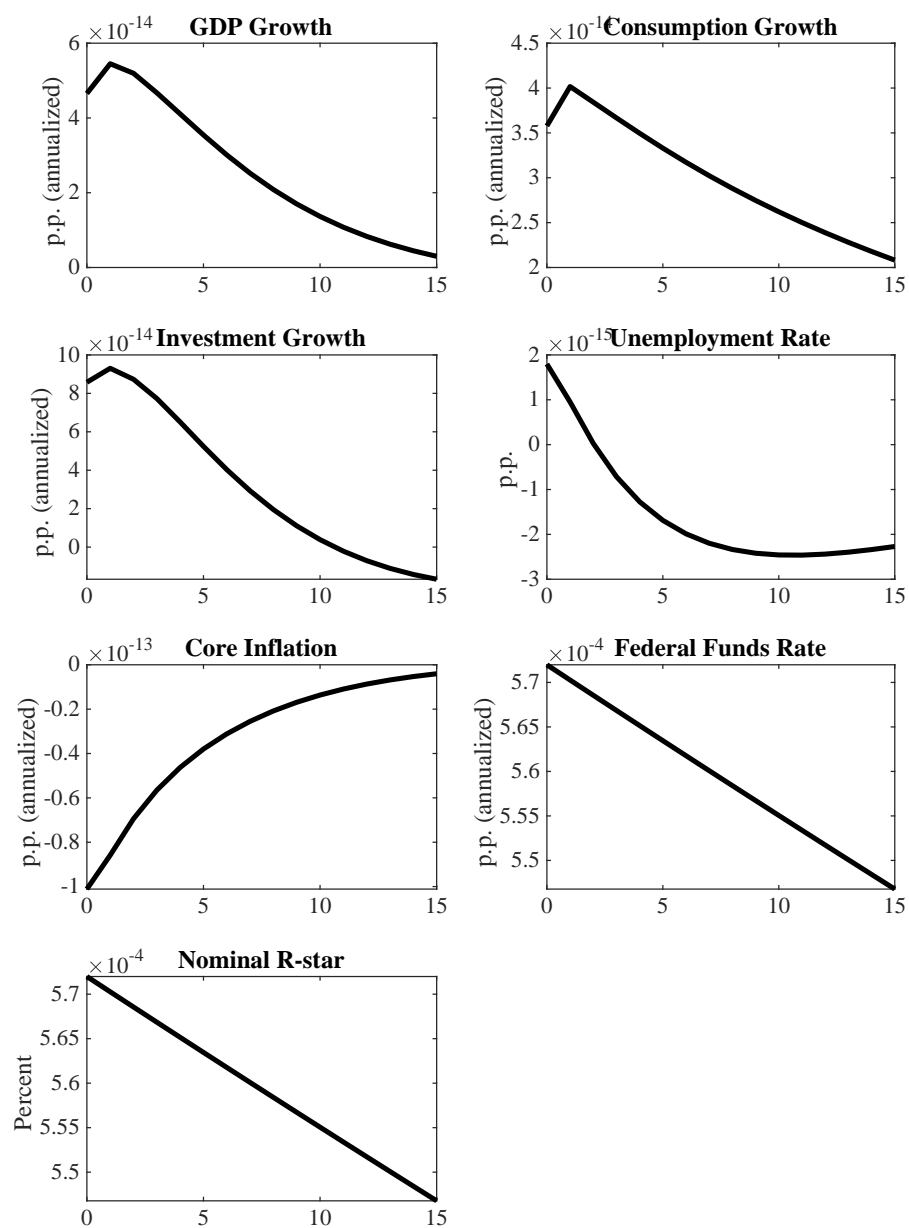 ×10-14
GDP Growth
p.p. (annualized)
6
4
2
0
0 5 10 15
×10-14
Consumption Growth
p.p. (annualized)
4.5
4
3.5
3
2.5
2
0 5 10 15
×10-14
Investment Growth
p.p. (annualized)
10
8
6
4
2
0
0 5 10 15
×10-15
Unemployment Rate
p.p.
2
1
0
-1
-2
-3
0 5 10 15
×10-13
Core Inflation
p.p. (annualized)
0
-0.2
-0.4
-0.6
-0.8
-1
0 5 10 15
×10-4
Federal Funds Rate
p.p. (annualized)
5.7
5.65
5.6
5.55
5.5
0 5 10 15
×10-4
Nominal R-star
Percent
5.7
5.65
5.6
5.55
5.5
0 5 10 15